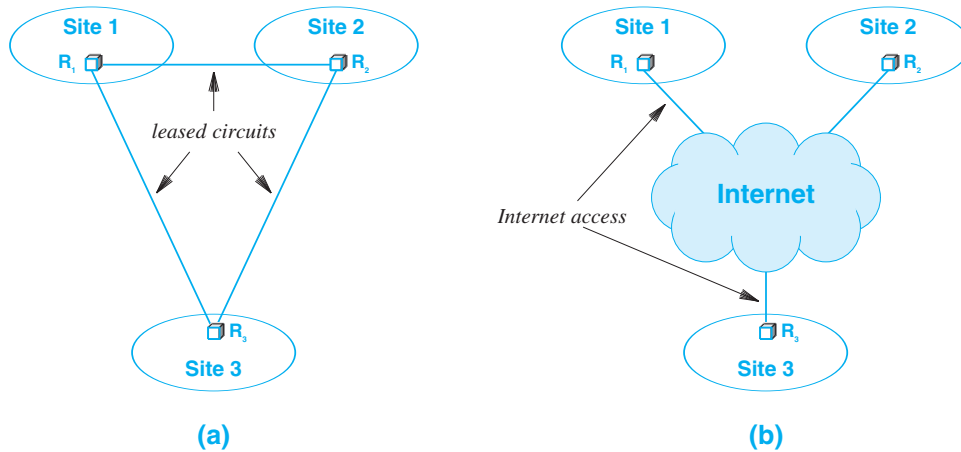 Site 1
R₁
Site 2
R₂
leased circuits
R₃
Site 3
(a)
Site 1
R₁
Site 2
R₂
Internet
Internet access
R₃
Site 3
(b)